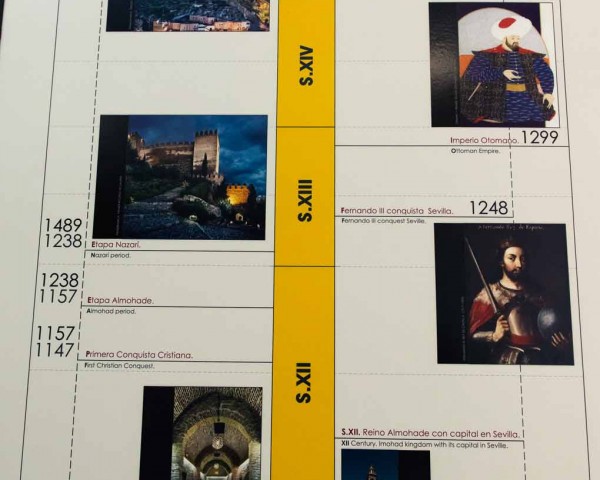 S.XIV
Imperio Otomano. 1299
Ottoman Empire.
S.XIII
Fernando III conquista Sevilla. 1248
Fernando III conquest Seville.
1489
1238
Etapa Nazarí.
Nazarí period.
1238
1157
Etapa Almohade.
Almohad period.
1157
1147
Primera Conquista Cristiana.
First Christian Conquest.
S.XII
S.XII. Reino Almohade con capital en Sevilla.
XII Century. lmohad kingdom with its capital in Seville.